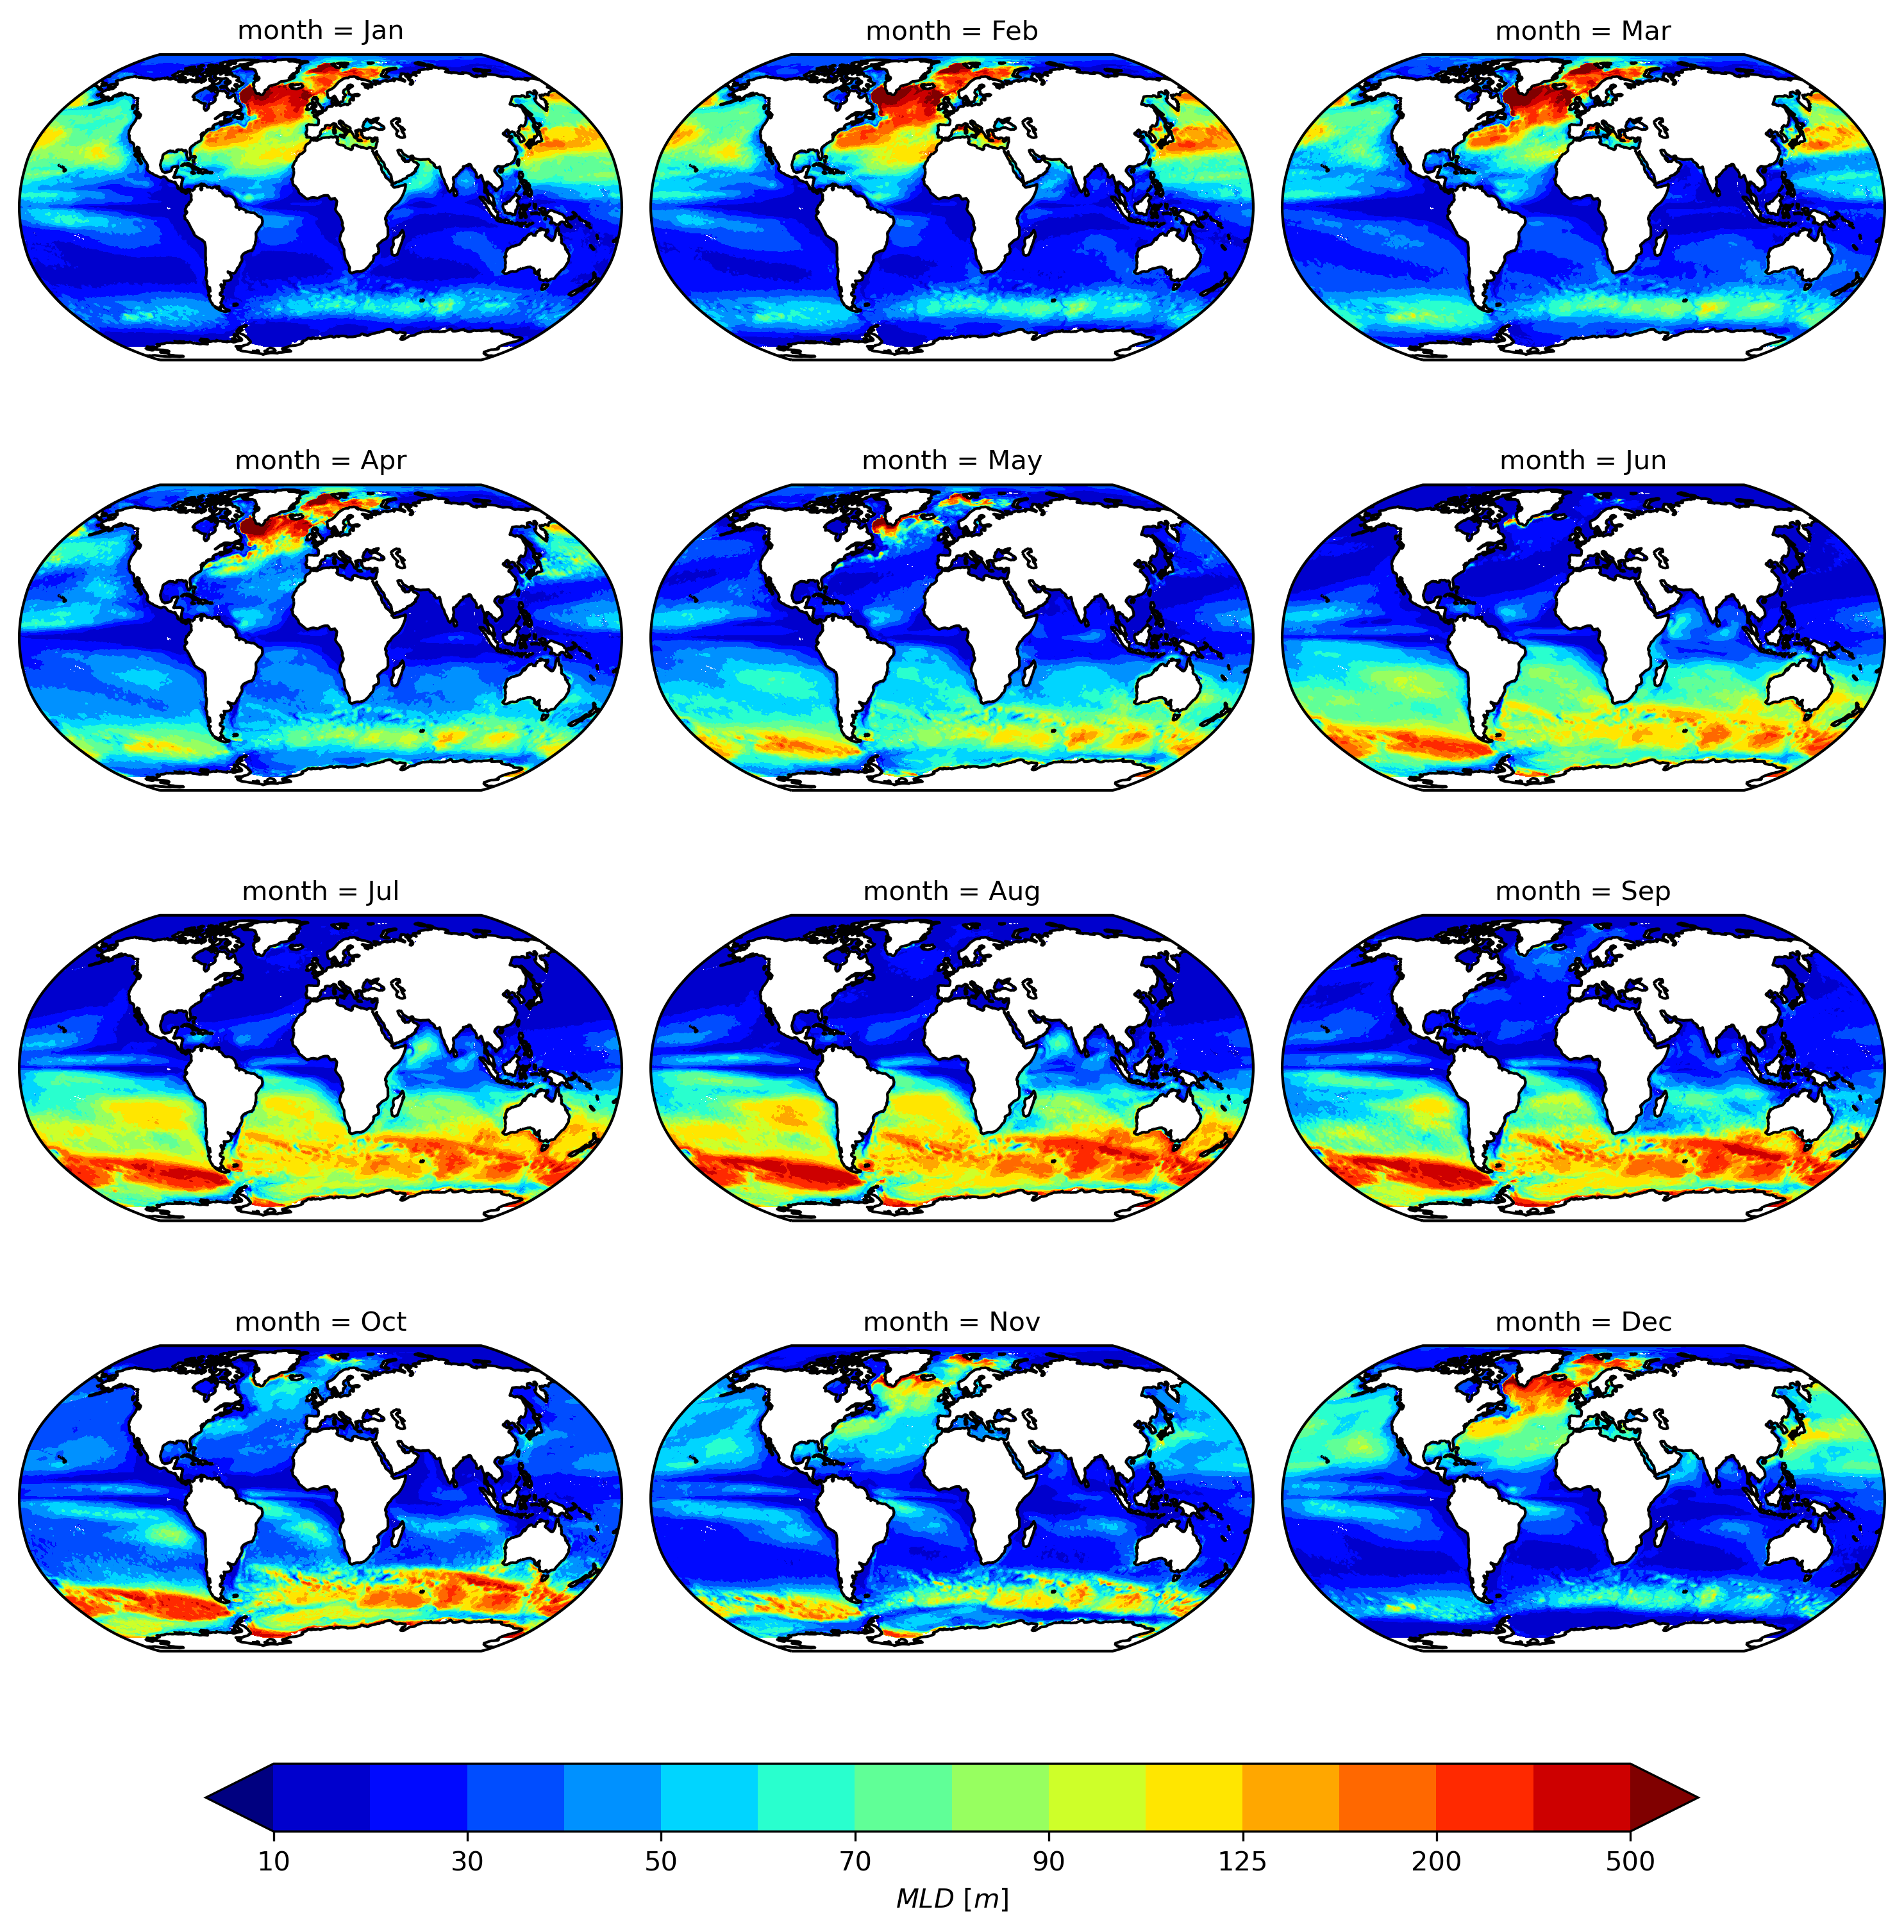 month = Jan
month = Feb
month = Mar
month = Apr
month = May
month = Jun
month = Jul
month = Aug
month = Sep
month = Oct
month = Nov
month = Dec
10 30 50 70 90 125 200 500
MLD [m]